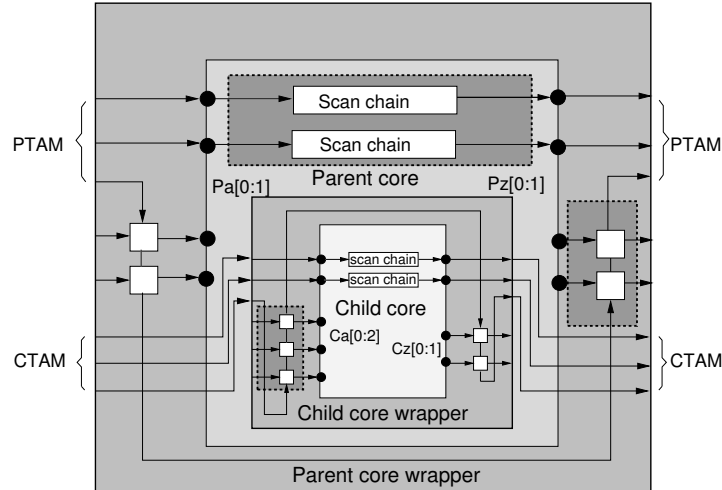 Scan chain
PTAM
Scan chain
PTAM
Parent core
Pa[0:1]
Pz[0:1]
scan chain
scan chain
Child core
Ca[0:2]
Cz[0:1]
CTAM
CTAM
Child core wrapper
Parent core wrapper